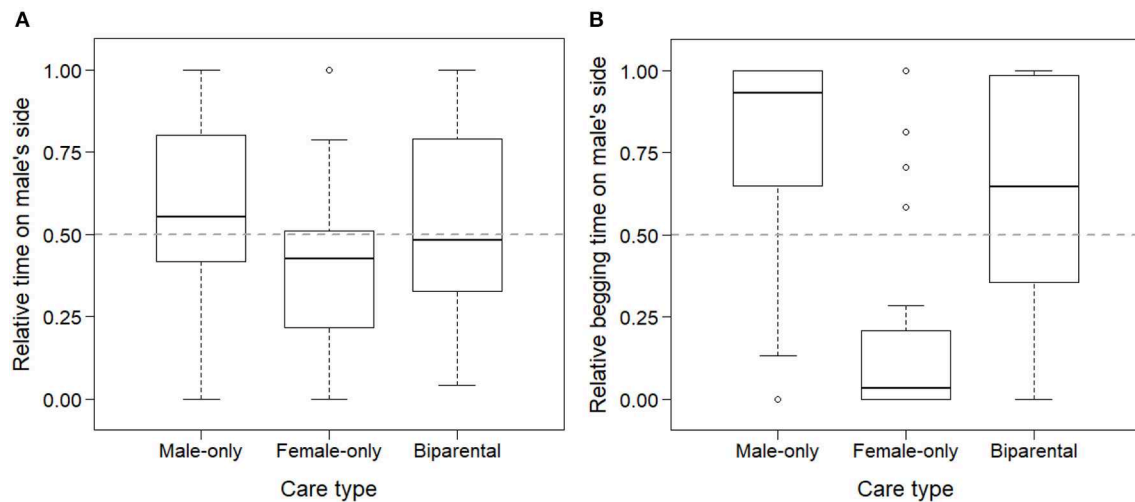 A
Relative time on male's side
1.00
0.75
0.50
0.25
0.00
Male-only
Female-only
Biparental
Care type
B
Relative begging time on male's side
1.00
0.75
0.50
0.25
0.00
Male-only
Female-only
Biparental
Care type